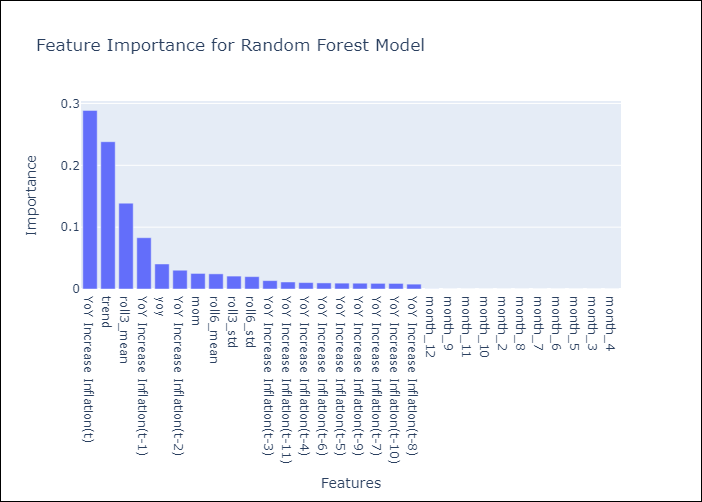 Feature Importance for Random Forest Model
0.3
0.2
0.1
0
Importance
YoY Increase Inflation(t)
trend
roll3_mean
YoY Increase Inflation(t-1)
yoy
YoY Increase Inflation(t-2)
mom
roll6_mean
roll3_std
roll6_std
YoY Increase Inflation(t-3)
YoY Increase Inflation(t-11)
YoY Increase Inflation(t-4)
YoY Increase Inflation(t-6)
YoY Increase Inflation(t-5)
YoY Increase Inflation(t-9)
YoY Increase Inflation(t-7)
YoY Increase Inflation(t-10)
YoY Increase Inflation(t-8)
month_12
month_9
month_11
month_10
month_2
month_8
month_7
month_6
month_5
month_3
month_4
Features